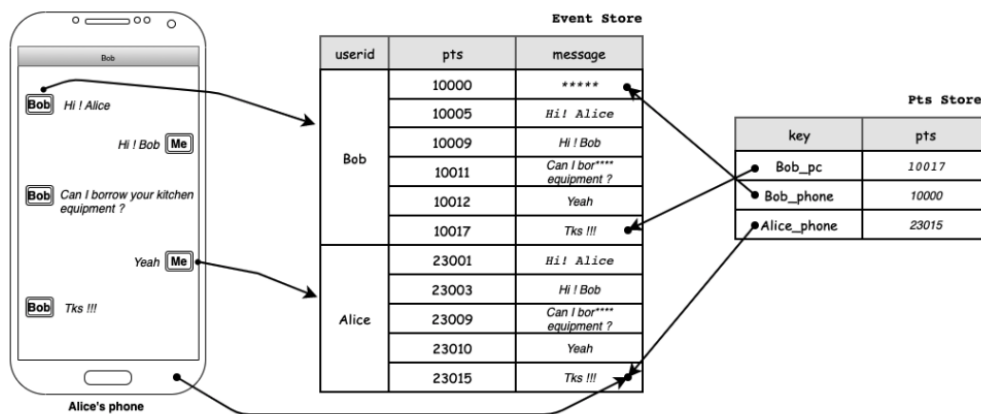 Bob
Bob Hi ! Alice
Hi ! Bob Me
Bob Can I borrow your kitchen
equipment ?
Yeah Me
Bob Tks !!!
Alice's phone
Event Store
userid pts message
Bob
10000 *****
10005 Hi! Alice
10009 Hi ! Bob
10011 Can I bor****
equipment ?
10012 Yeah
10017 Tks !!!
Alice
23001 Hi! Alice
23003 Hi ! Bob
23009 Can I bor****
equipment ?
23010 Yeah
23015 Tks !!!
Pts Store
key pts
Bob_pc 10017
Bob_phone 10000
Alice_phone 23015